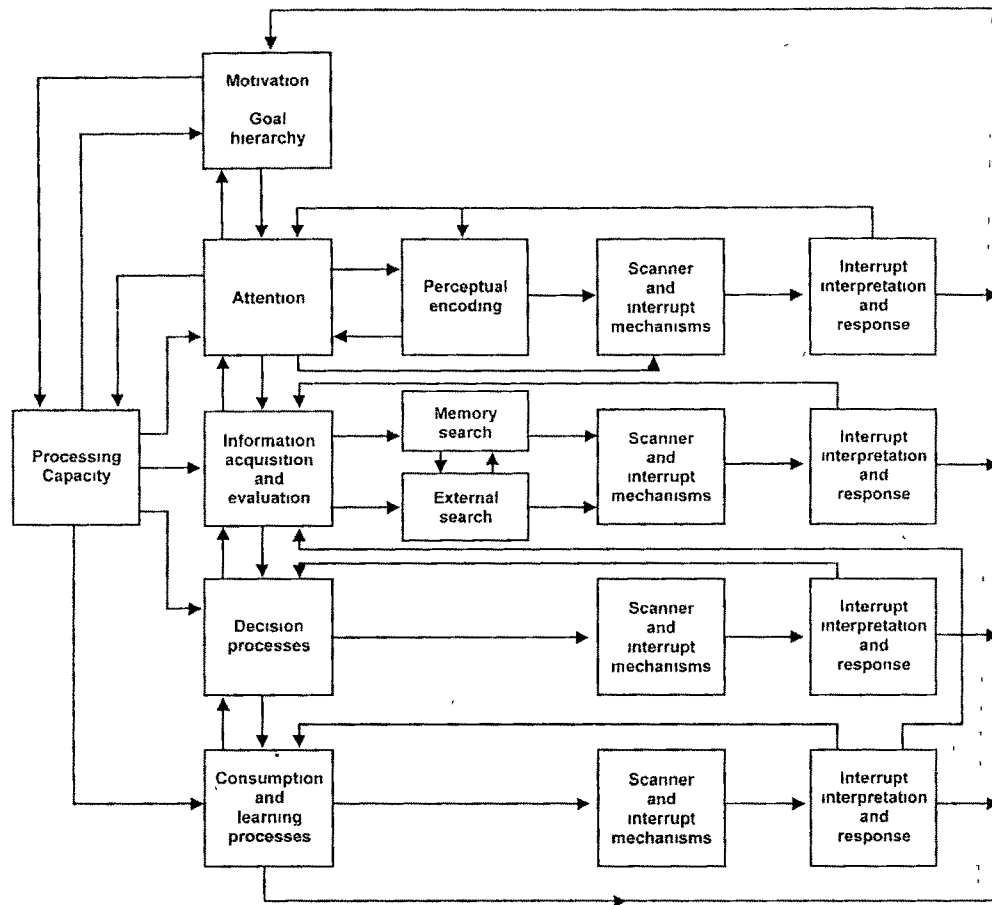 Motivation
Goal
hierarchy
Attention
Perceptual
encoding
Scanner
and
interrupt
mechanisms
Interrupt
interpretation
and
response
Processing
Capacity
Information
acquisition
and
evaluation
Memory
search
External
search
Scanner
and
interrupt
mechanisms
Interrupt
interpretation
and
response
Decision
processes
Scanner
and
interrupt
mechanisms
Interrupt
interpretation
and
response
Consumption
and
learning
processes
Scanner
and
interrupt
mechanisms
Interrupt
interpretation
and
response